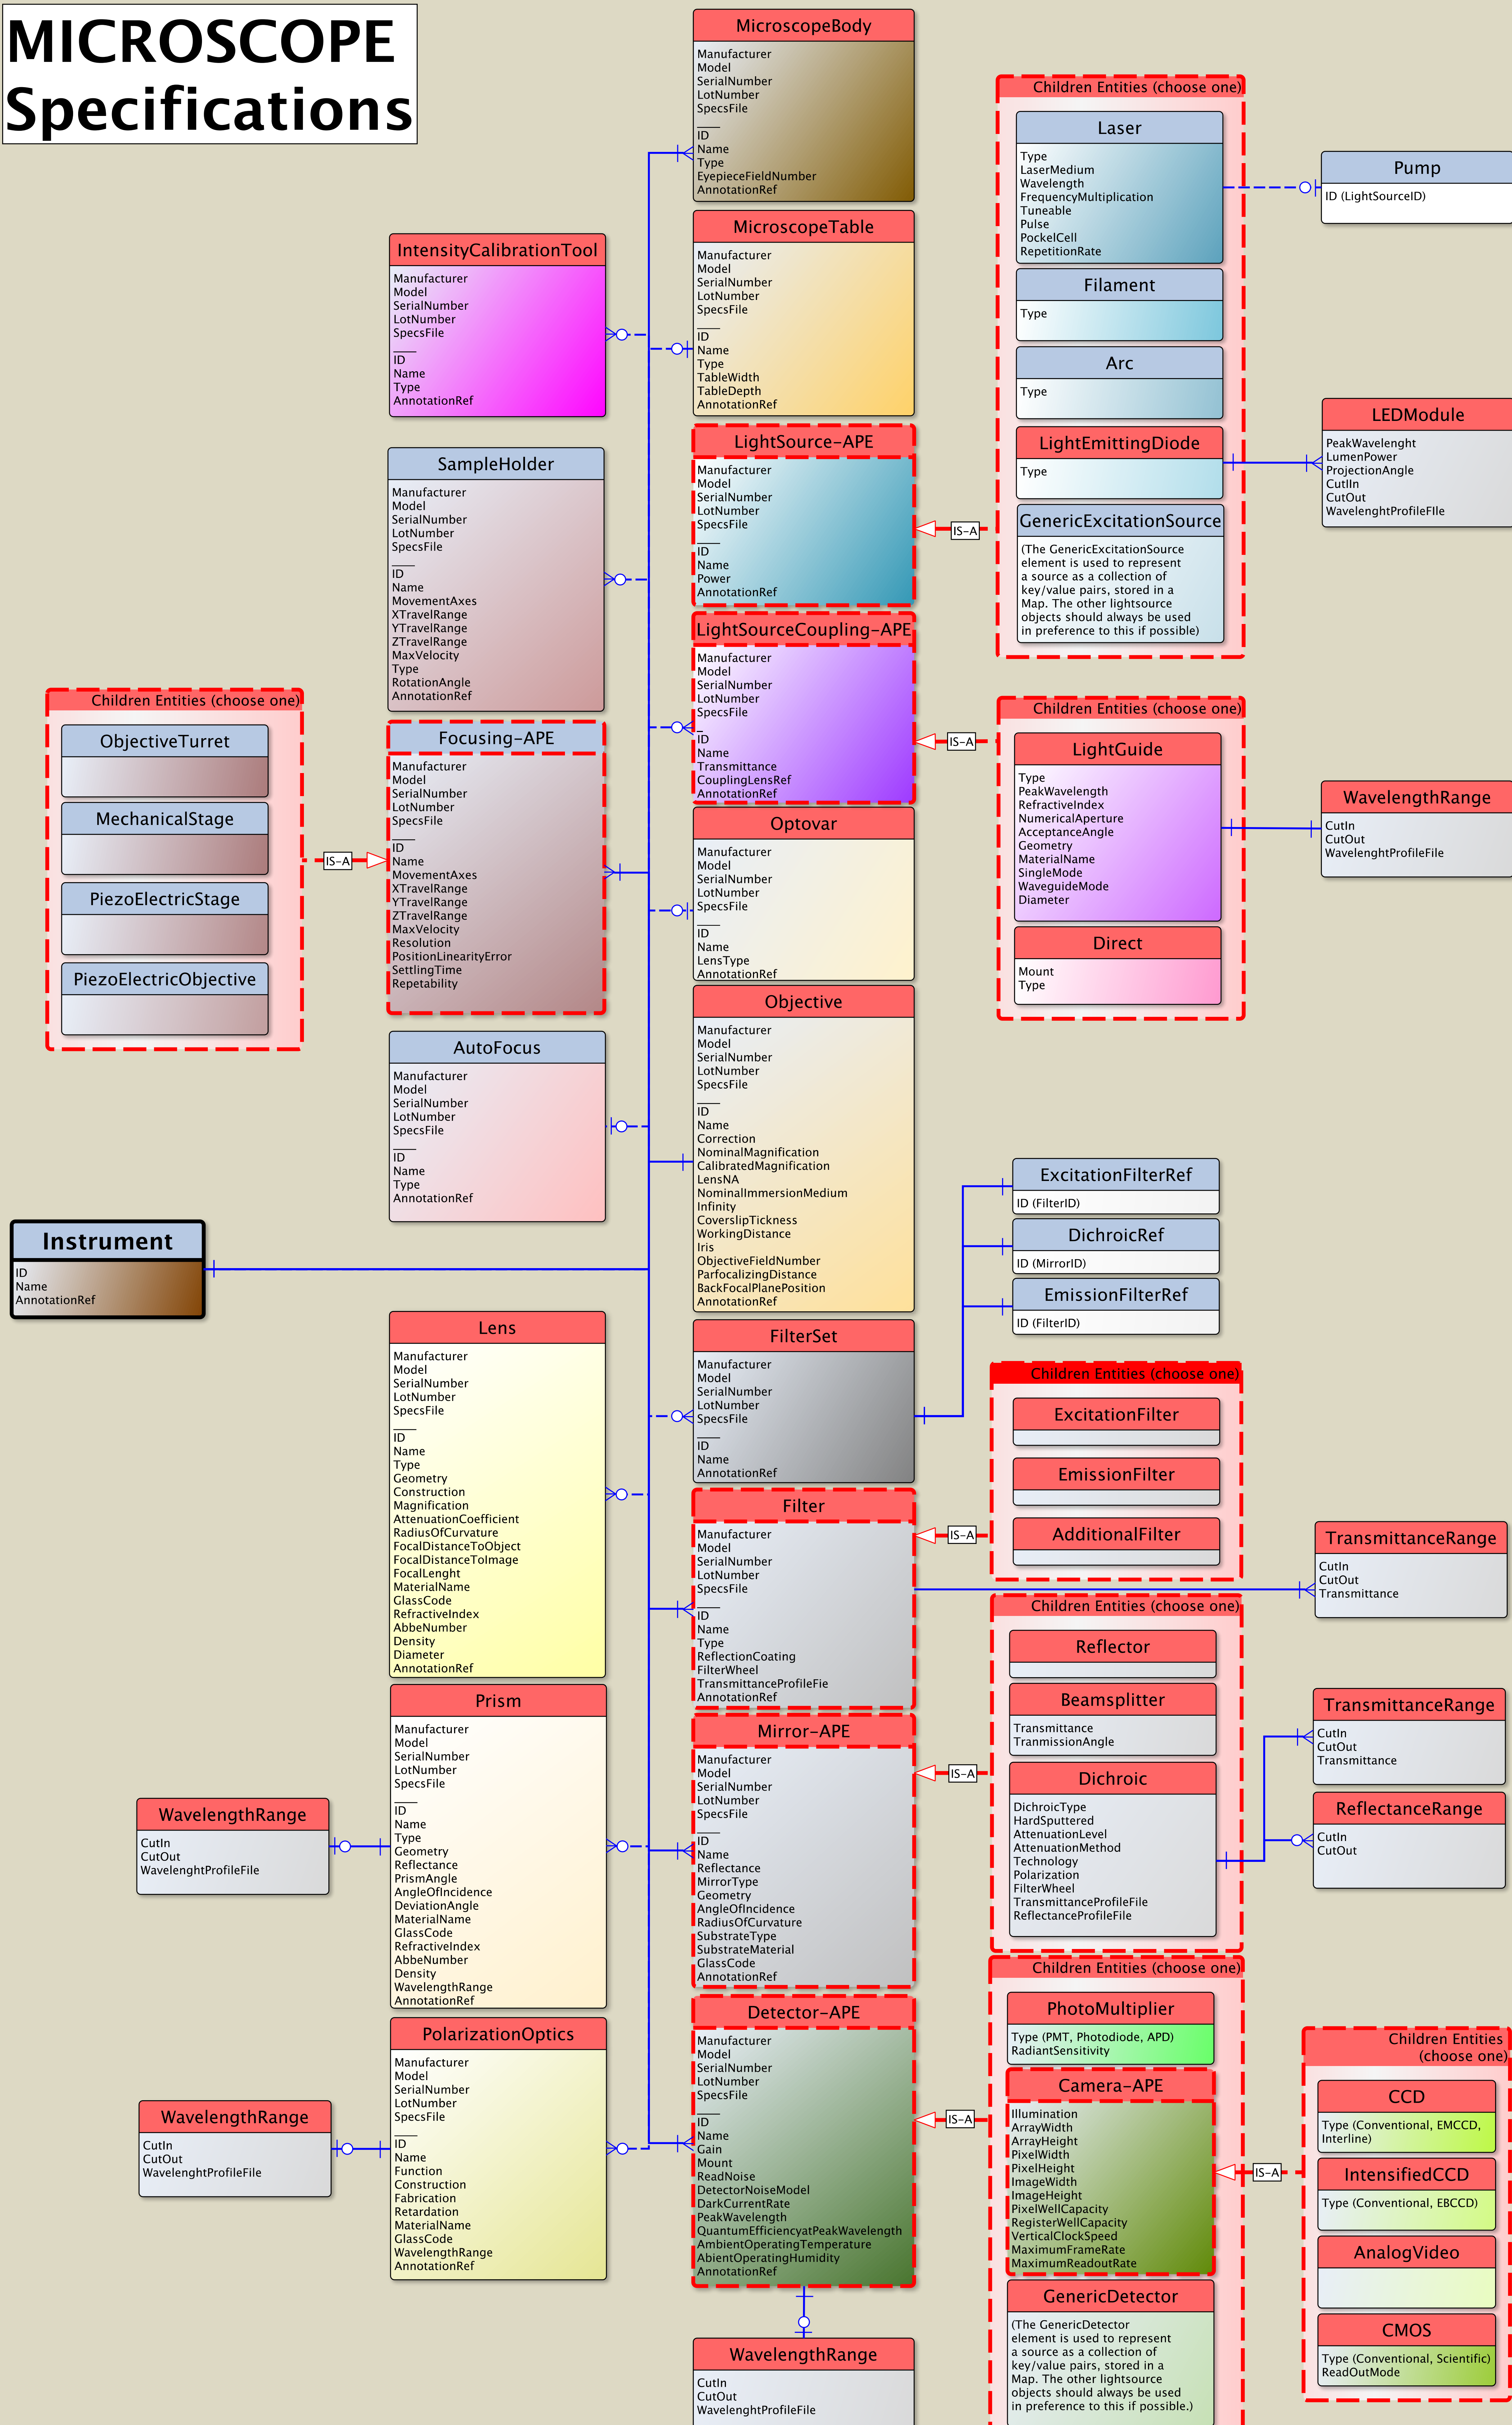 MICROSCOPE
Specifications
MicroscopeBody
Manufacturer
Model
SerialNumber
LotNumber
SpecsFile
ID
Name
Type
EyepieceFieldNumber
AnnotationRef
MicroscopeTable
Manufacturer
Model
SerialNumber
LotNumber
SpecsFile
ID
Name
Type
TableWidth
TableDepth
AnnotationRef
IntensityCalibrationTool
Manufacturer
Model
SerialNumber
LotNumber
SpecsFile
ID
Name
Type
AnnotationRef
Children Entities (choose one)
Laser
Type
LaserMedium
Wavelength
FrequencyMultiplication
Tuneable
Pulse
PockelCell
RepetitionRate
Filament
Type
Arc
Type
LightEmittingDiode
Type
GenericExcitationSource
(The GenericExcitationSource
element is used to represent
a source as a collection of
key/value pairs, stored in a
Map. The other lightsource
objects should always be used
in preference to this if possible)
Pump
ID (LightSourceID)
LEDModule
PeakWavelenght
LumenPower
ProjectionAngle
CutIIn
CutOut
WavelenghtProfileFIle
LightSource-APE
Manufacturer
Model
SerialNumber
LotNumber
SpecsFile
ID
Name
Power
AnnotationRef
IS-A
SampleHolder
Manufacturer
Model
SerialNumber
LotNumber
SpecsFile
ID
Name
MovementAxes
XTravelRange
YTravelRange
ZTravelRange
MaxVelocity
Type
RotationAngle
AnnotationRef
LightSourceCoupling-APE
Manufacturer
Model
SerialNumber
LotNumber
SpecsFile
ID
Name
Transmittance
CouplingLensRef
AnnotationRef
IS-A
Children Entities (choose one)
LightGuide
Type
PeakWavelength
RefractiveIndex
NumericalAperture
AcceptanceAngle
Geometry
MaterialName
SingleMode
WaveguideMode
Diameter
Direct
Mount
Type
WavelengthRange
CutIn
CutOut
WavelenghtProfileFile
Children Entities (choose one)
ObjectiveTurret
MechanicalStage
PiezoElectricStage
PiezoElectricObjective
IS-A
Focusing-APE
Manufacturer
Model
SerialNumber
LotNumber
SpecsFile
ID
Name
MovementAxes
XTravelRange
YTravelRange
ZTravelRange
MaxVelocity
Resolution
PositionLinearityError
SettlingTime
Repetability
Optovar
Manufacturer
Model
SerialNumber
LotNumber
SpecsFile
ID
Name
LensType
AnnotationRef
Objective
Manufacturer
Model
SerialNumber
LotNumber
SpecsFile
ID
Name
Correction
NominalMagnification
CalibratedMagnification
LensNA
NominalImmersionMedium
Infinity
CoverslipTickness
WorkingDistance
Iris
ObjectiveFieldNumber
ParfocalizingDistance
BackFocalPlanePosition
AnnotationRef
AutoFocus
Manufacturer
Model
SerialNumber
LotNumber
SpecsFile
ID
Name
Type
AnnotationRef
Instrument
ID
Name
AnnotationRef
ExcitationFilterRef
ID (FilterID)
DichroicRef
ID (MirrorID)
EmissionFilterRef
ID (FilterID)
FilterSet
Manufacturer
Model
SerialNumber
LotNumber
SpecsFile
ID
Name
AnnotationRef
Lens
Manufacturer
Model
SerialNumber
LotNumber
SpecsFile
ID
Name
Type
Geometry
Construction
Magnification
AttenuationCoefficient
RadiusOfCurvature
FocalDistanceToObject
FocalDistanceToImage
FocalLenght
MaterialName
GlassCode
RefractiveIndex
AbbeNumber
Density
Diameter
AnnotationRef
Children Entities (choose one)
ExcitationFilter
EmissionFilter
AdditionalFilter
IS-A
Filter
Manufacturer
Model
SerialNumber
LotNumber
SpecsFile
ID
Name
Type
ReflectionCoating
FilterWheel
TransmittanceProfileFie
AnnotationRef
TransmittanceRange
CutIn
CutOut
Transmittance
Children Entities (choose one)
Reflector
Beamsplitter
Transmittance
TranmissionAngle
Dichroic
DichroicType
HardSputtered
AttenuationLevel
AttenuationMethod
Technology
Polarization
FilterWheel
TransmittanceProfileFile
ReflectanceProfileFile
TransmittanceRange
CutIn
CutOut
Transmittance
ReflectanceRange
CutIn
CutOut
IS-A
Mirror-APE
Manufacturer
Model
SerialNumber
LotNumber
SpecsFile
ID
Name
Reflectance
MirrorType
Geometry
AngleOfIncidence
RadiusOfCurvature
SubstrateType
SubstrateMaterial
GlassCode
AnnotationRef
Prism
Manufacturer
Model
SerialNumber
LotNumber
SpecsFile
ID
Name
Type
Geometry
Reflectance
PrismAngle
AngleOfIncidence
DeviationAngle
MaterialName
GlassCode
RefractiveIndex
AbbeNumber
Density
WavelengthRange
AnnotationRef
WavelengthRange
CutIn
CutOut
WavelenghtProfileFile
PolarizationOptics
Manufacturer
Model
SerialNumber
LotNumber
SpecsFile
ID
Name
Function
Construction
Fabrication
Retardation
MaterialName
GlassCode
WavelengthRange
AnnotationRef
WavelengthRange
CutIn
CutOut
WavelenghtProfileFile
Detector-APE
Manufacturer
Model
SerialNumber
LotNumber
SpecsFile
ID
Name
Gain
Mount
ReadNoise
DetectorNoiseModel
DarkCurrentRate
PeakWavelength
QuantumEfficiencyatPeakWavelength
AmbientOperatingTemperature
AbientOperatingHumidity
AnnotationRef
IS-A
Children Entities (choose one)
PhotoMultiplier
Type (PMT, Photodiode, APD)
RadiantSensitivity
Camera-APE
Illumination
ArrayWidth
ArrayHeight
PixelWidth
PixelHeight
ImageWidth
ImageHeight
PixelWellCapacity
RegisterWellCapacity
VerticalClockSpeed
MaximumFrameRate
MaximumReadoutRate
GenericDetector
(The GenericDetector
element is used to represent
a source as a collection of
key/value pairs, stored in a
Map. The other lightsource
objects should always be used
in preference to this if possible.)
IS-A
Children Entities
(choose one)
CCD
Type (Conventional, EMCCD,
Interline)
IntensifiedCCD
Type (Conventional, EBCCD)
AnalogVideo
CMOS
Type (Conventional, Scientific)
ReadOutMode
WavelengthRange
CutIn
CutOut
WavelenghtProfileFile